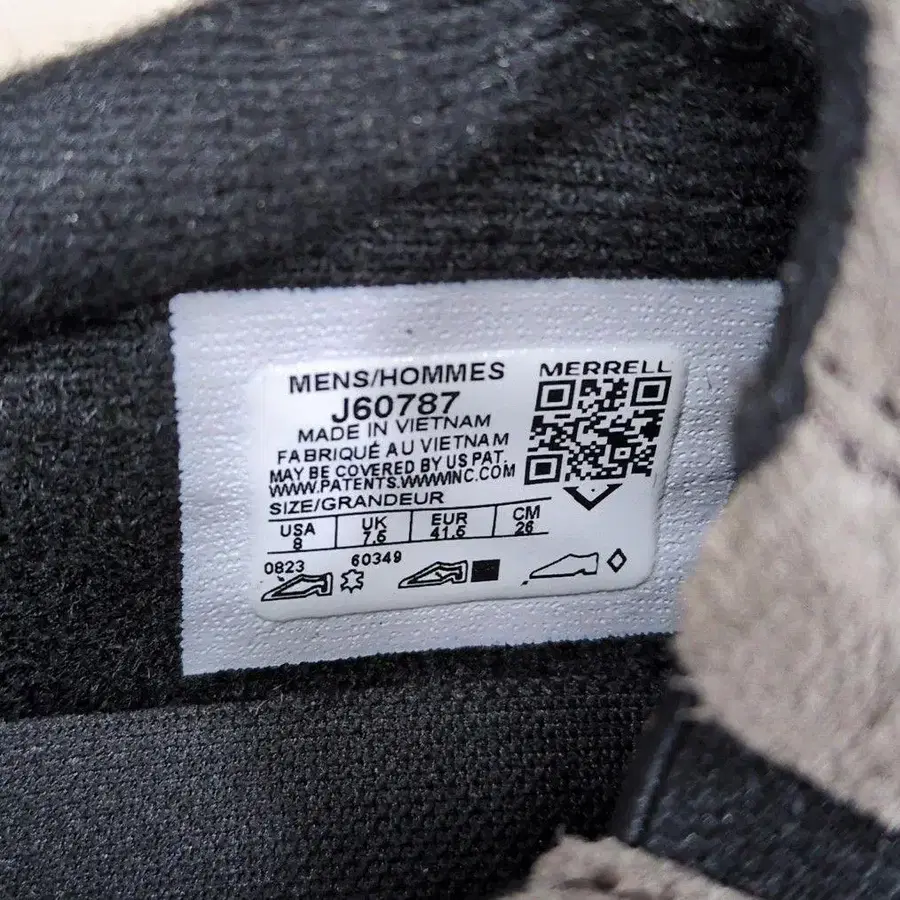 MENS/HOMMES
J60787
MADE IN VIETNAM
FABRIQUÉ AU VIETNAM
MAY BE COVERED BY US PAT.
WWW.PATENTS.WWWINC.COM
SIZE/GRANDEUR
USA UK EUR CM
8 7.5 41.5 26
0823 60349
MERRELL